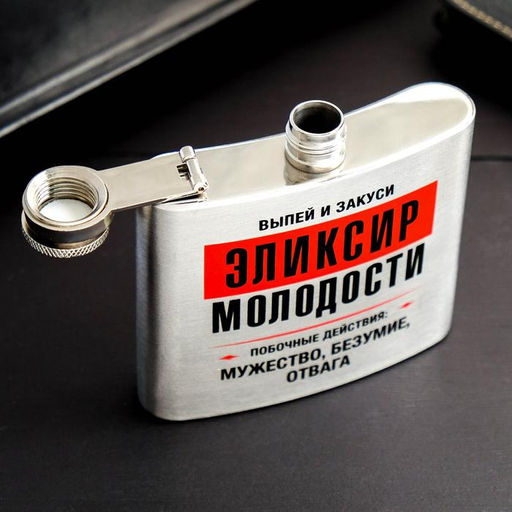 ВЫПЕЙ И ЗАКУСИ
ЭЛИКСИР
МОЛОДОСТИ
ПОБОЧНЫЕ ДЕЙСТВИЯ:
МУЖЕСТВО, БЕЗУМИЕ,
ОТВАГА